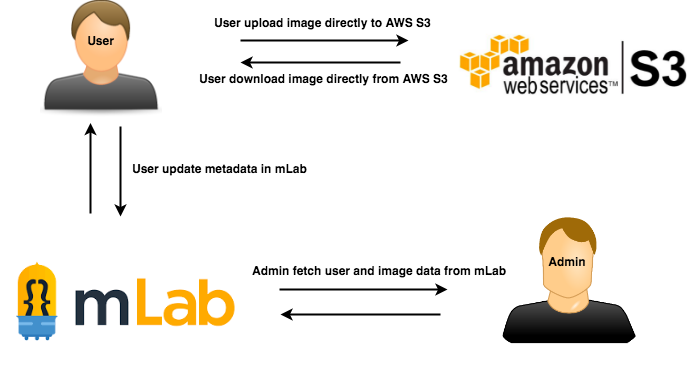 User upload image directly to AWS S3
User
User download image directly from AWS S3
amazon
web services™
S3
User update metadata in mLab
Admin fetch user and image data from mLab
Admin
{}
mLab